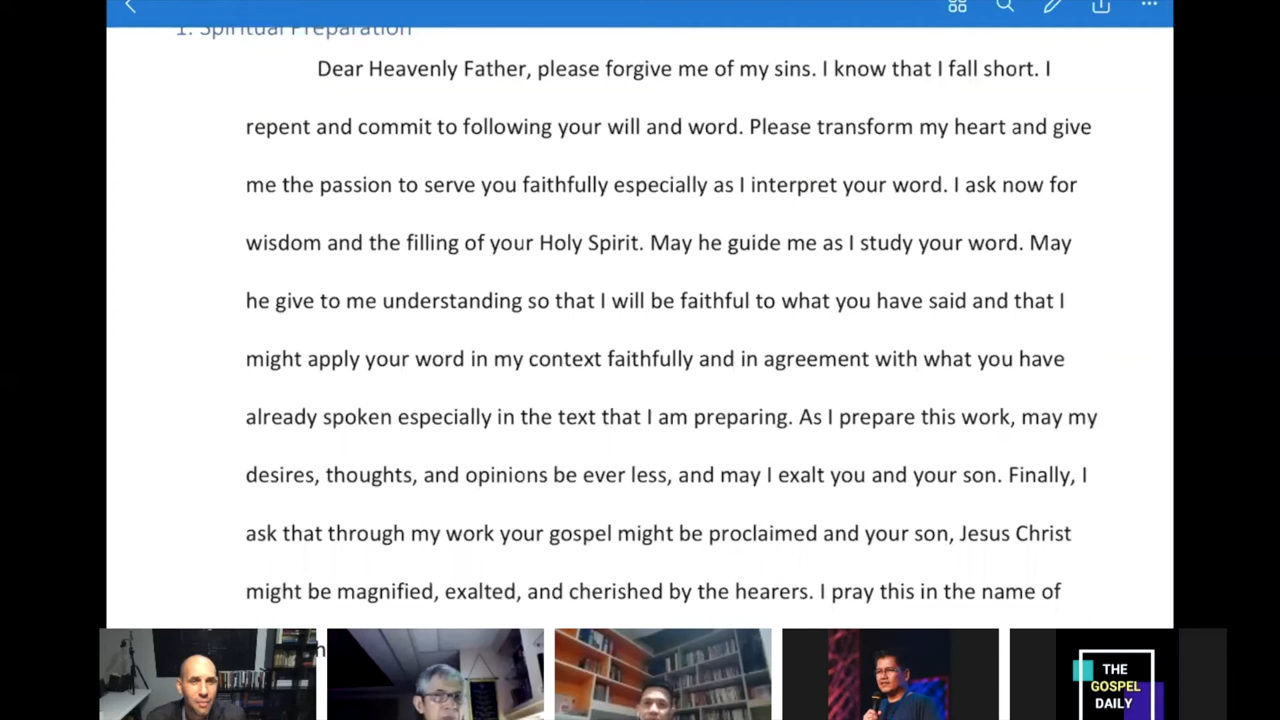 1. Spiritual Preparation
Dear Heavenly Father, please forgive me of my sins. I know that I fall short. I
repent and commit to following your will and word. Please transform my heart and give
me the passion to serve you faithfully especially as I interpret your word. I ask now for
wisdom and the filling of your Holy Spirit. May he guide me as I study your word. May
he give to me understanding so that I will be faithful to what you have said and that I
might apply your word in my context faithfully and in agreement with what you have
already spoken especially in the text that I am preparing. As I prepare this work, may my
desires, thoughts, and opinions be ever less, and may I exalt you and your son. Finally, I
ask that through my work your gospel might be proclaimed and your son, Jesus Christ
might be magnified, exalted, and cherished by the hearers. I pray this in the name of
THE
GOSPEL
DAILY